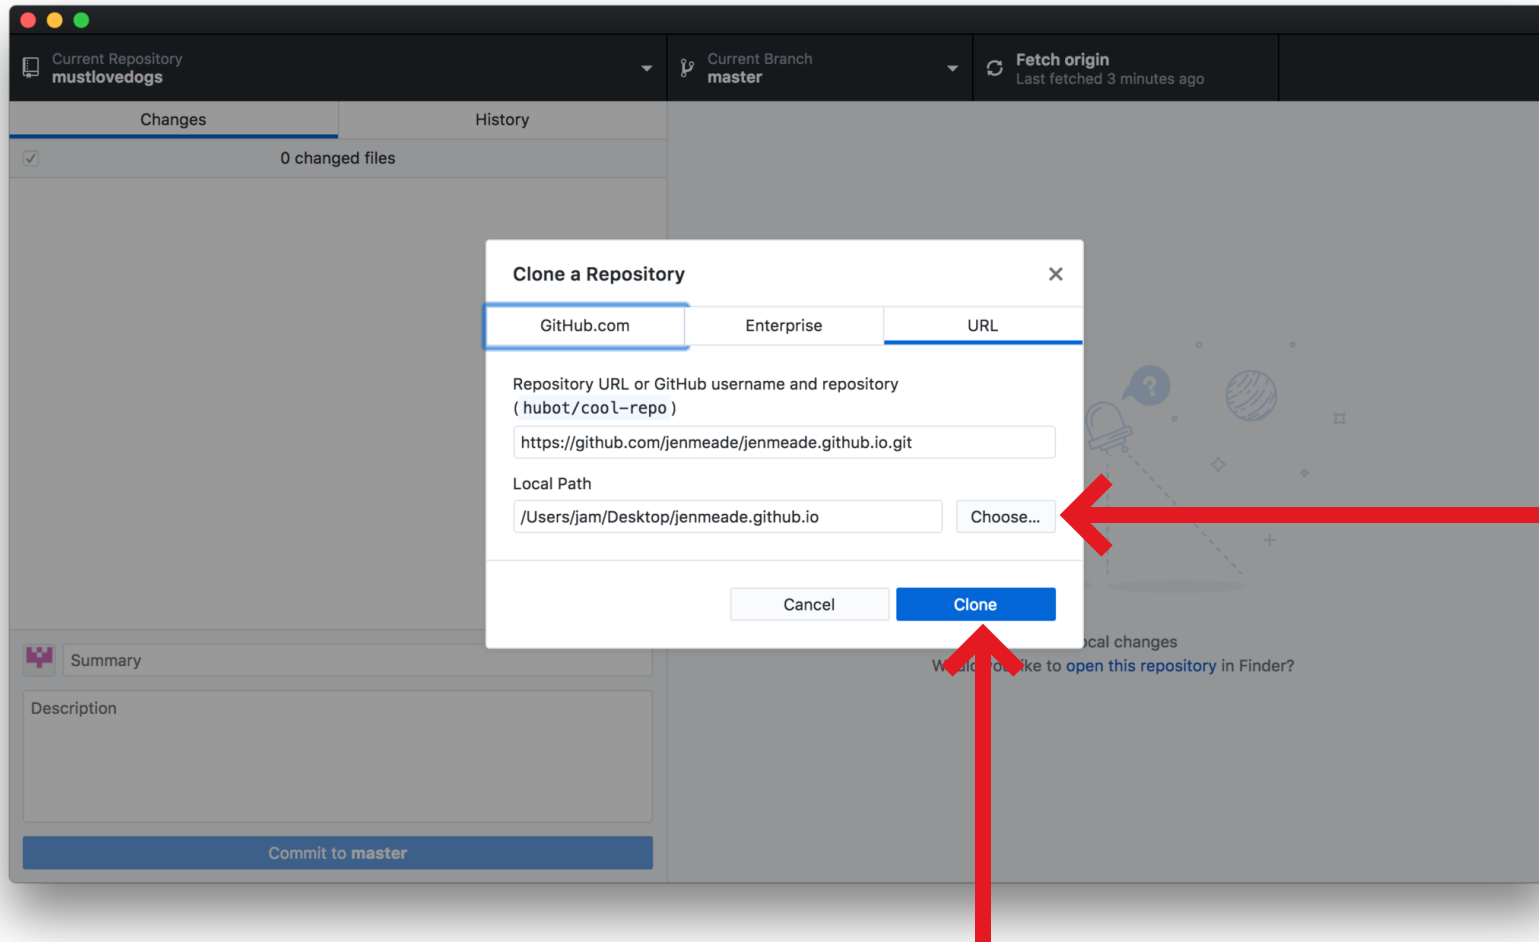 Current Repository
mustlovedogs
Current Branch
master
Fetch origin
Last fetched 3 minutes ago
Changes
History
0 changed files
Clone a Repository
GitHub.com
Enterprise
URL
Repository URL or GitHub username and repository
(hubot/cool-repo)
https://github.com/jenmeade/jenmeade.github.io.git
Local Path
/Users/jam/Desktop/jenmeade.github.io
Choose...
Cancel
Clone
?
changes
to open this repository in Finder?
Summary
Description
Commit to master